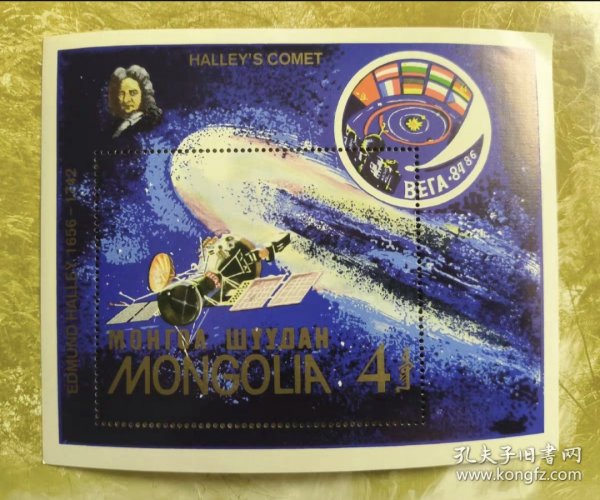 HALLEY'S COMET
ВЕГА-84 86
EDMUND HALLEY 1656 - 1742
МОНГОЛ ШУУДАН
MONGOLIA 4
孔夫子旧书网
www.kongfz.com